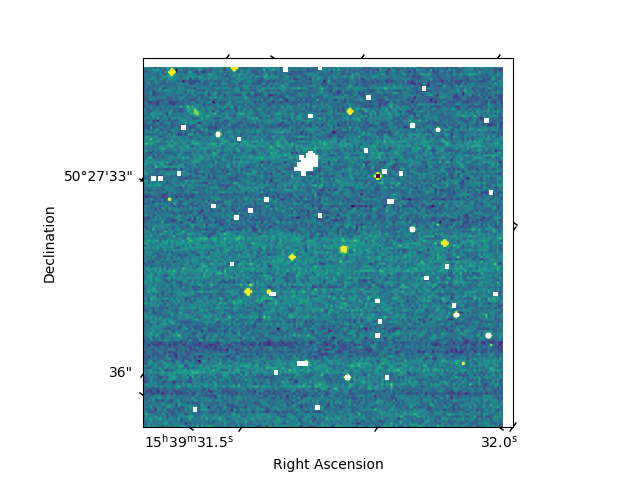 50°27'33"
Declination
36"
15ʰ39ᵐ31.5ˢ
32.0ˢ
Right Ascension